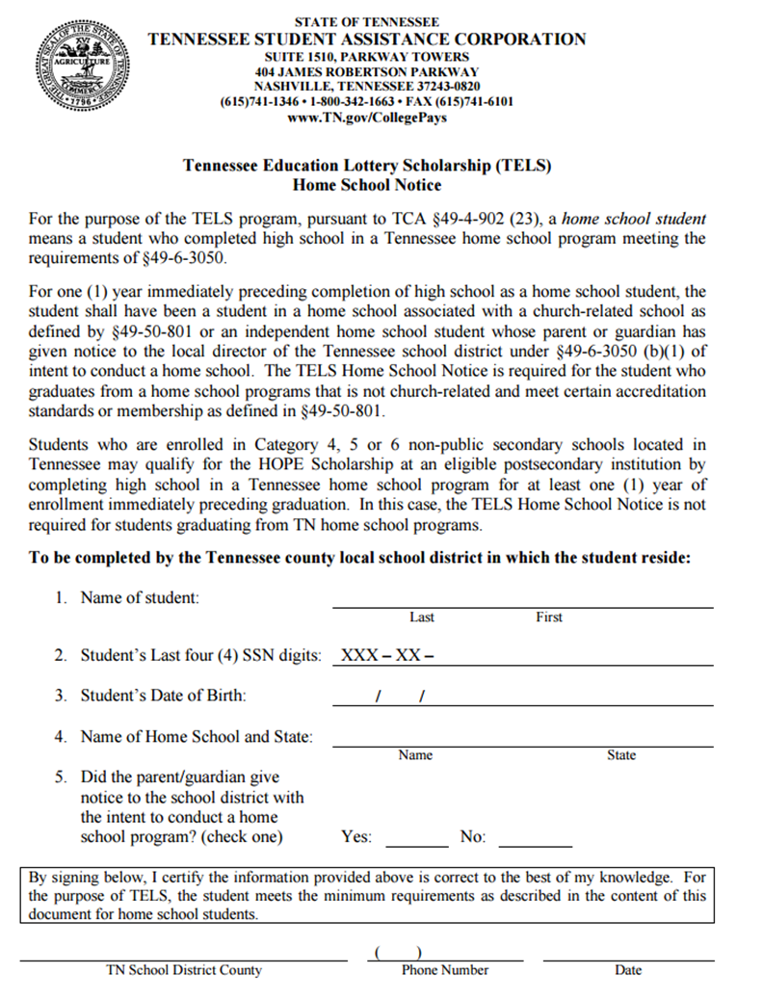 THE GREAT SEAL OF THE STATE OF TENNESSEE
XVI
AGRICULTURE
COMMERCE
1796
STATE OF TENNESSEE
TENNESSEE STUDENT ASSISTANCE CORPORATION
SUITE 1510, PARKWAY TOWERS
404 JAMES ROBERTSON PARKWAY
NASHVILLE, TENNESSEE 37243-0820
(615)741-1346 • 1-800-342-1663 • FAX (615)741-6101
www.TN.gov/CollegePays
Tennessee Education Lottery Scholarship (TELS)
Home School Notice
For the purpose of the TELS program, pursuant to TCA §49-4-902 (23), a home school student
means a student who completed high school in a Tennessee home school program meeting the
requirements of §49-6-3050.
For one (1) year immediately preceding completion of high school as a home school student, the
student shall have been a student in a home school associated with a church-related school as
defined by §49-50-801 or an independent home school student whose parent or guardian has
given notice to the local director of the Tennessee school district under §49-6-3050 (b)(1) of
intent to conduct a home school. The TELS Home School Notice is required for the student who
graduates from a home school programs that is not church-related and meet certain accreditation
standards or membership as defined in §49-50-801.
Students who are enrolled in Category 4, 5 or 6 non-public secondary schools located in
Tennessee may qualify for the HOPE Scholarship at an eligible postsecondary institution by
completing high school in a Tennessee home school program for at least one (1) year of
enrollment immediately preceding graduation. In this case, the TELS Home School Notice is not
required for students graduating from TN home school programs.
To be completed by the Tennessee county local school district in which the student reside:
1. Name of student:
Last First
2. Student's Last four (4) SSN digits: XXX – XX –
3. Student's Date of Birth: / /
4. Name of Home School and State:
Name State
5. Did the parent/guardian give
notice to the school district with
the intent to conduct a home
school program? (check one) Yes: ______ No: ______
By signing below, I certify the information provided above is correct to the best of my knowledge. For
the purpose of TELS, the student meets the minimum requirements as described in the content of this
document for home school students.
( )
TN School District County Phone Number Date